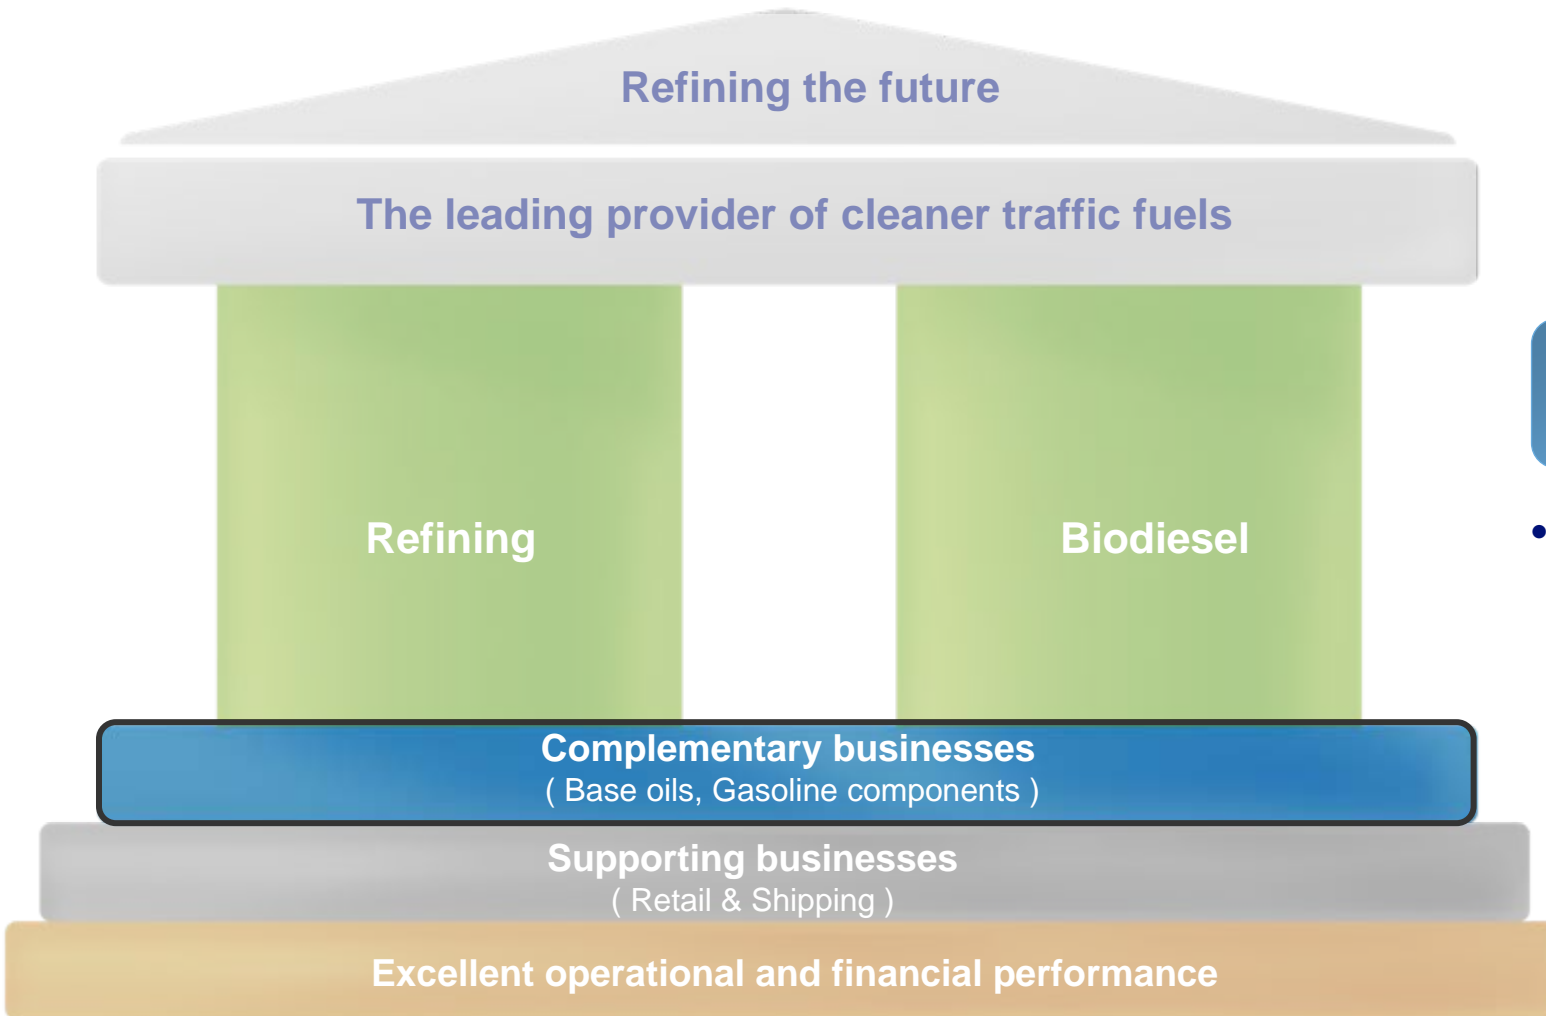 Refining the future
The leading provider of cleaner traffic fuels
Refining
Biodiesel
•
Complementary businesses
( Base oils, Gasoline components )
Supporting businesses
( Retail & Shipping )
Excellent operational and financial performance